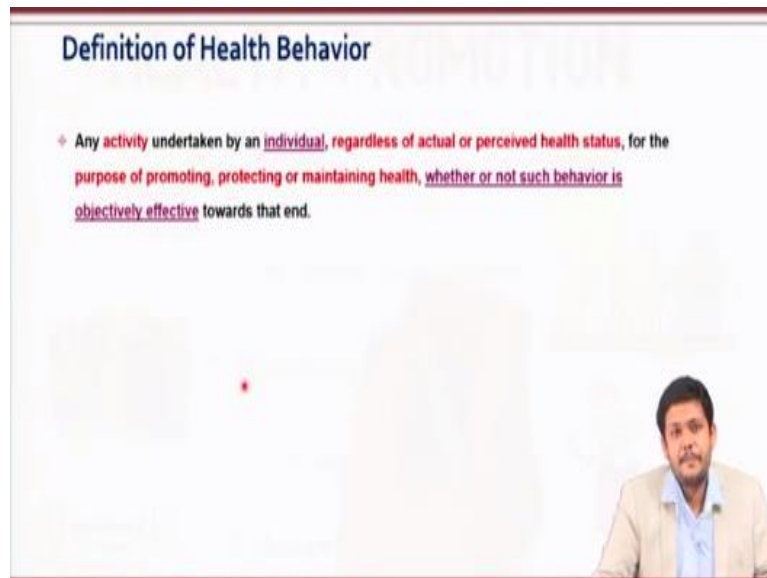 Definition of Health Behavior
Any activity undertaken by an individual, regardless of actual or perceived health status, for the
purpose of promoting, protecting or maintaining health, whether or not such behavior is
objectively effective towards that end.